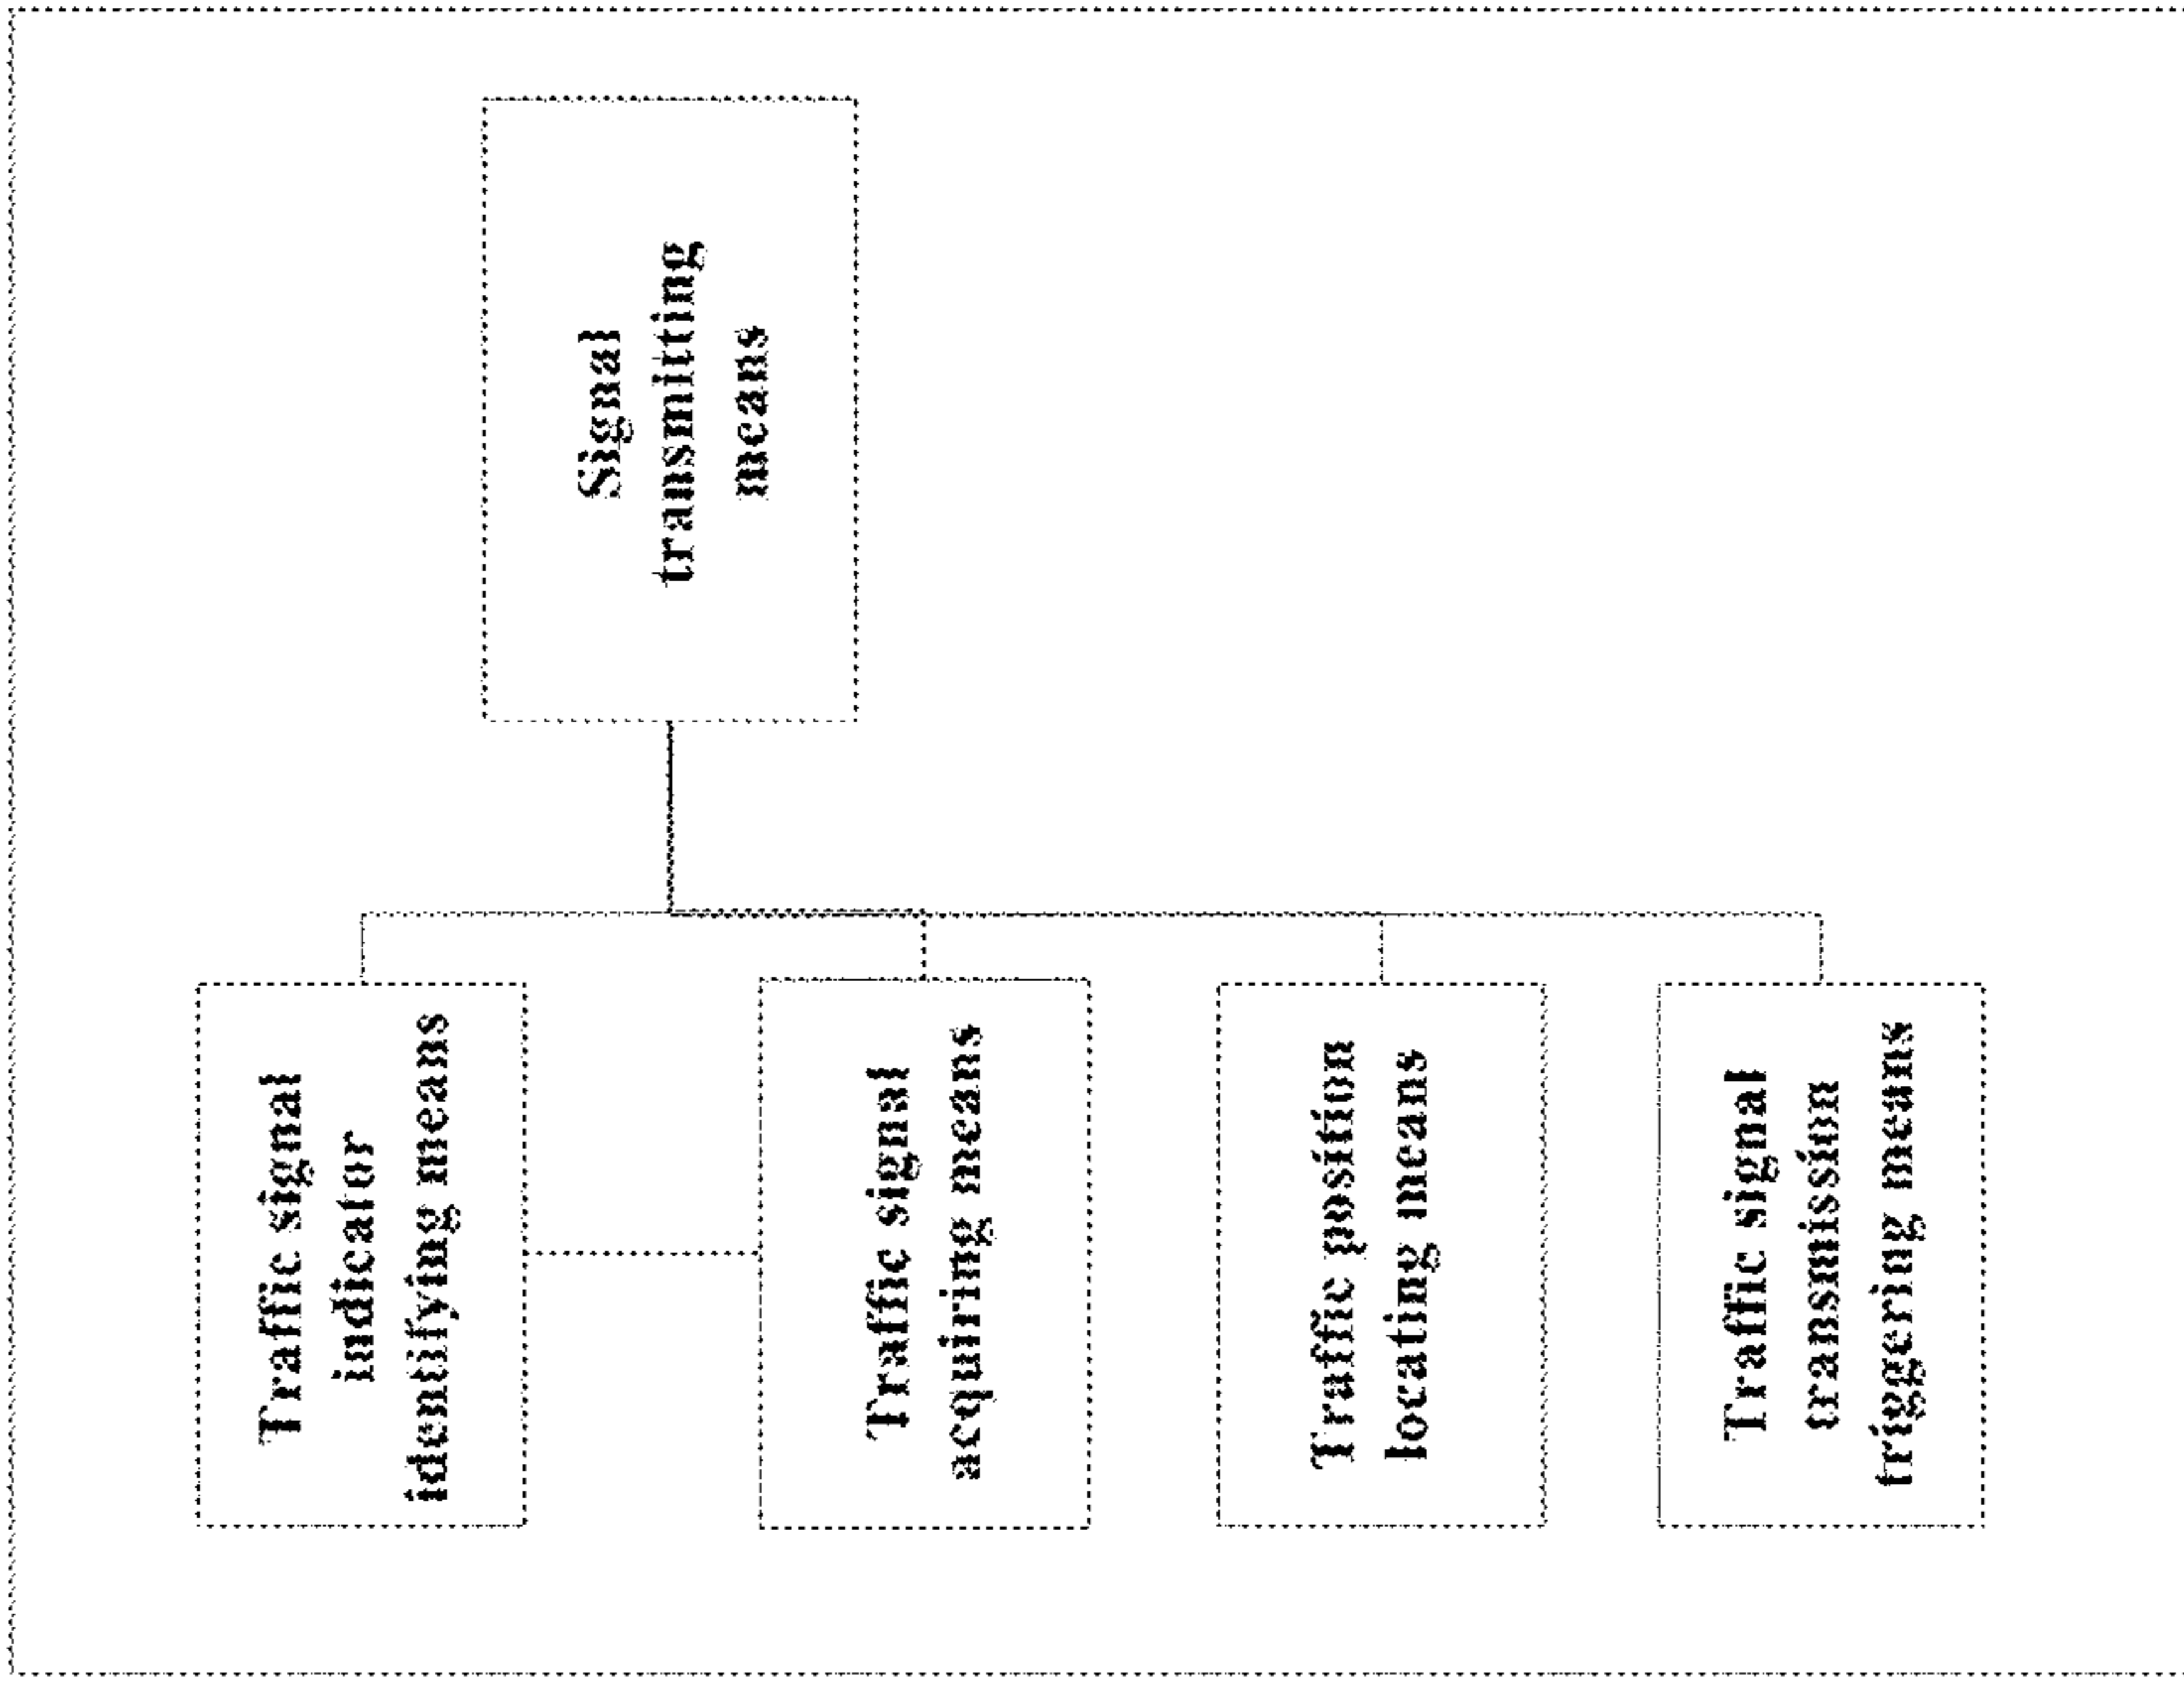 Signal
transmitting
means
Traffic signal
indicator
identifying means
Traffic signal
acquiring means
Traffic position
locating means
Traffic signal
transmission
triggering means